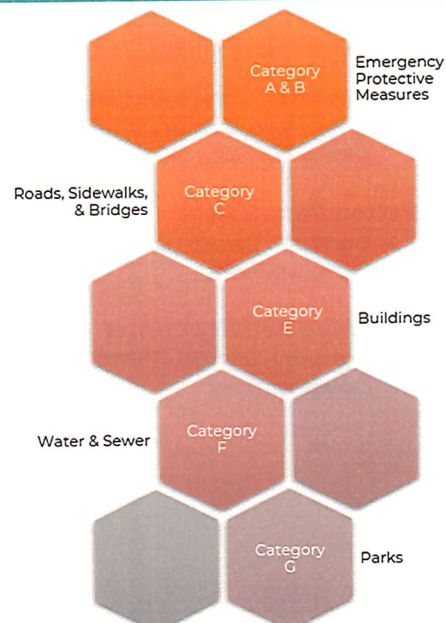 Category
A & B
Emergency
Protective
Measures
Roads, Sidewalks,
& Bridges
Category
C
Category
E
Buildings
Water & Sewer
Category
F
Category
G
Parks